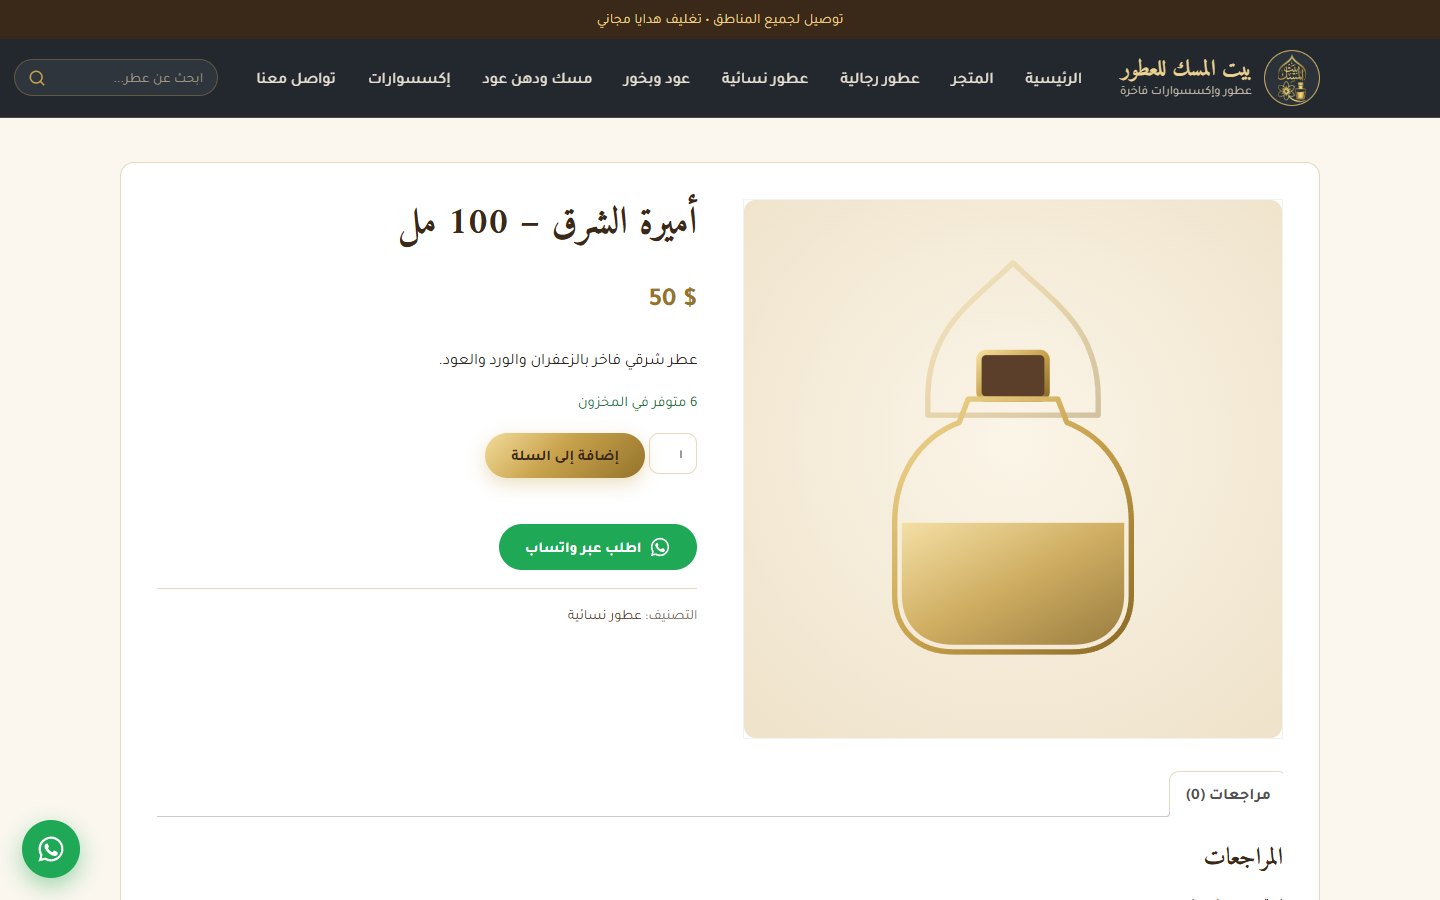 توصيل لجميع المناطق • تغليف هدايا مجاني
بيت المسك للعطور
عطور وإكسسوارات فاخرة
الرئيسية
المتجر
عطور رجالية
عطور نسائية
عود وبخور
مسك ودهن عود
إكسسوارات
تواصل معنا
ابحث عن عطر...
أميرة الشرق – 100 مل
50 $
عطر شرقي فاخر بالزعفران والورد والعود.
6 متوفر في المخزون
1
إضافة إلى السلة
اطلب عبر واتساب
التصنيف: عطور نسائية
مراجعات (0)
المراجعات